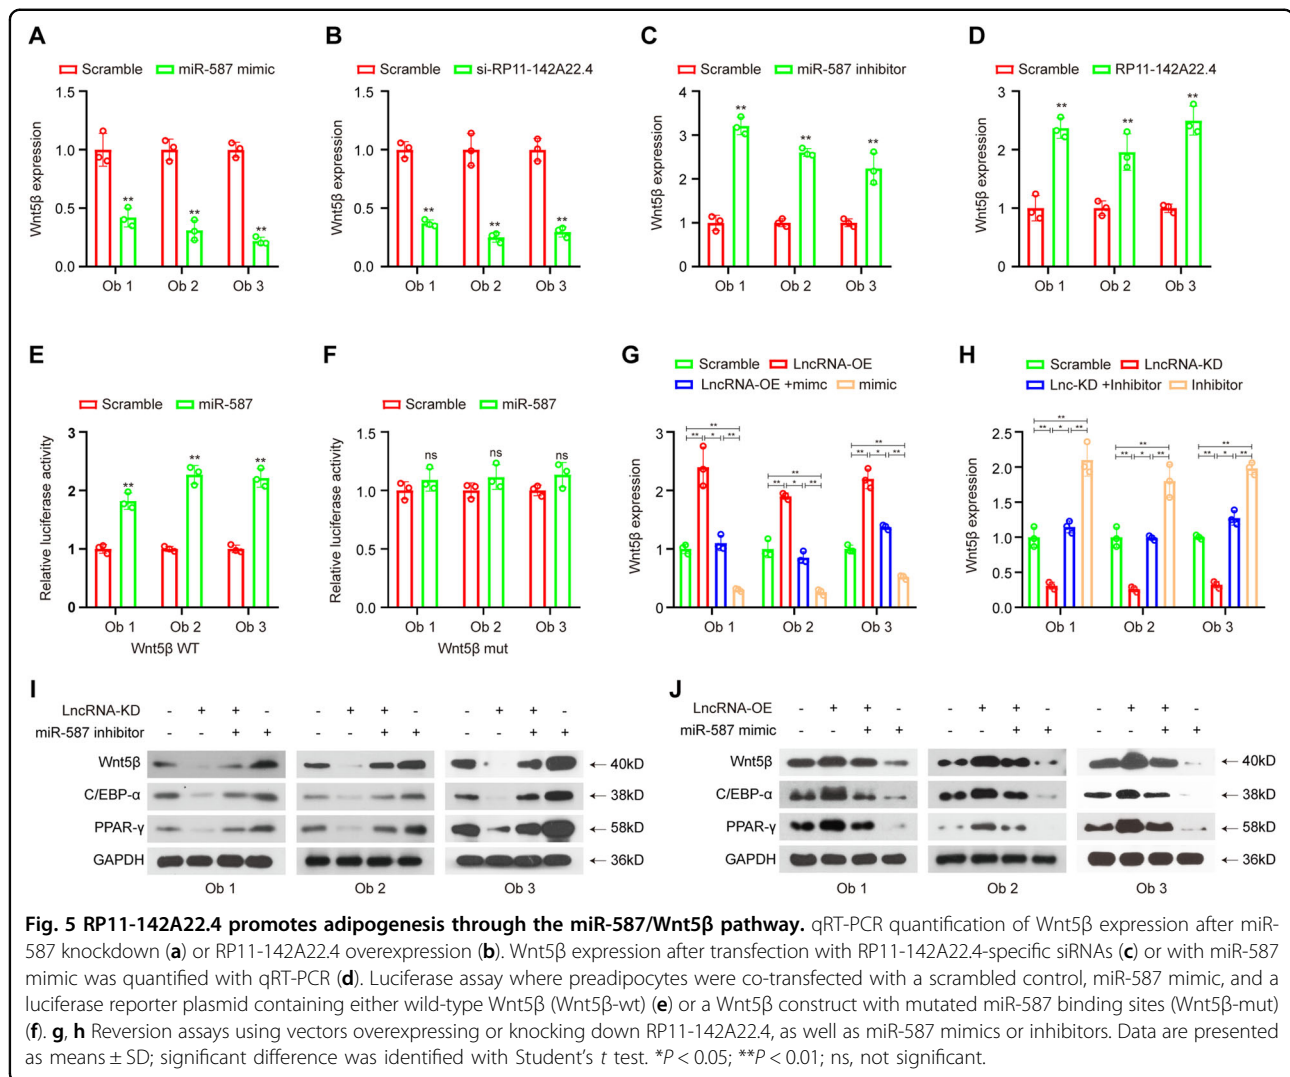 A
Scramble miR-587 mimic
Wnt5β expression
1.5
1.0
0.5
0.0
** ** **
Ob 1 Ob 2 Ob 3
B
Scramble si-RP11-142A22.4
Wnt5β expression
1.5
1.0
0.5
0.0
** ** **
Ob 1 Ob 2 Ob 3
C
Scramble miR-587 inhibitor
Wnt5β expression
4
3
2
1
0
** ** **
Ob 1 Ob 2 Ob 3
D
Scramble RP11-142A22.4
Wnt5β expression
3
2
1
0
** ** **
Ob 1 Ob 2 Ob 3
E
Scramble miR-587
Relative luciferase activity
3
2
1
0
** ** **
Ob 1 Ob 2 Ob 3
Wnt5β WT
F
Scramble miR-587
Relative luciferase activity
1.5
1.0
0.5
0.0
ns ns ns
Ob 1 Ob 2 Ob 3
Wnt5β mut
G
Scramble LncRNA-OE
LncRNA-OE +mimc mimic
Wnt5β expression
3
2
1
0
**
** * **
**
** * **
**
** * **
Ob 1 Ob 2 Ob 3
H
Scramble LncRNA-KD
Lnc-KD +Inhibitor Inhibitor
Wnt5β expression
2.5
2.0
1.5
1.0
0.5
0.0
**
** * **
**
** * **
**
** * **
Ob 1 Ob 2 Ob 3
I
LncRNA-KD - + + - - + + - - + + -
miR-587 inhibitor - - + + - - + + - - + +
Wnt5β ←40kD
C/EBP-α ←38kD
PPAR-γ ←58kD
GAPDH ←36kD
Ob 1 Ob 2 Ob 3
J
LncRNA-OE - + + - - + + - - + + -
miR-587 mimic - - + + - - + + - - + +
Wnt5β ←40kD
C/EBP-α ←38kD
PPAR-γ ←58kD
GAPDH ←36kD
Ob 1 Ob 2 Ob 3
Fig. 5 RP11-142A22.4 promotes adipogenesis through the miR-587/Wnt5β pathway. qRT-PCR quantification of Wnt5β expression after miR-
587 knockdown (a) or RP11-142A22.4 overexpression (b). Wnt5β expression after transfection with RP11-142A22.4-specific siRNAs (c) or with miR-587
mimic was quantified with qRT-PCR (d). Luciferase assay where preadipocytes were co-transfected with a scrambled control, miR-587 mimic, and a
luciferase reporter plasmid containing either wild-type Wnt5β (Wnt5β-wt) (e) or a Wnt5β construct with mutated miR-587 binding sites (Wnt5β-mut)
(f). g, h Reversion assays using vectors overexpressing or knocking down RP11-142A22.4, as well as miR-587 mimics or inhibitors. Data are presented
as means ± SD; significant difference was identified with Student's t test. *P < 0.05; **P < 0.01; ns, not significant.